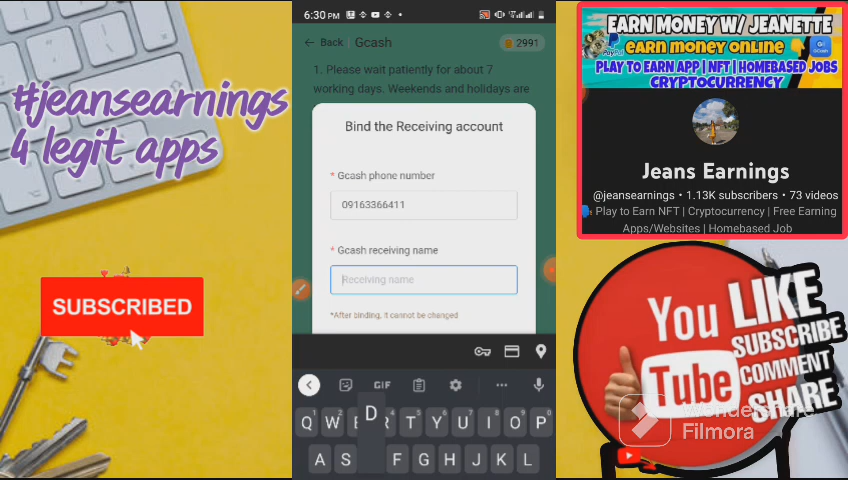 #jeansearnings
4 legit apps
SUBSCRIBED
6:30 PM
Back
Gcash
2991
1. Please wait patiently for about 7
working days. Weekends and holidays are
Bind the Receiving account
* Gcash phone number
09163366411
* Gcash receiving name
Receiving name
*After binding, it cannot be changed
GIF
D
Q W E R T Y U I O P
A S F G H J K L
EARN MONEY W/ JEANETTE
earn money online
PayPal
PLAY TO EARN APP | NFT | HOMEBASED JOBS
CRYPTOCURRENCY
Jeans Earnings
@jeansearnings • 1.13K subscribers • 73 videos
Play to Earn NFT | Cryptocurrency | Free Earning
Apps/Websites | Homebased Job
You LIKE
SUBSCRIBE
Tube COMMENT
SHARE
Wondershare
Filmora